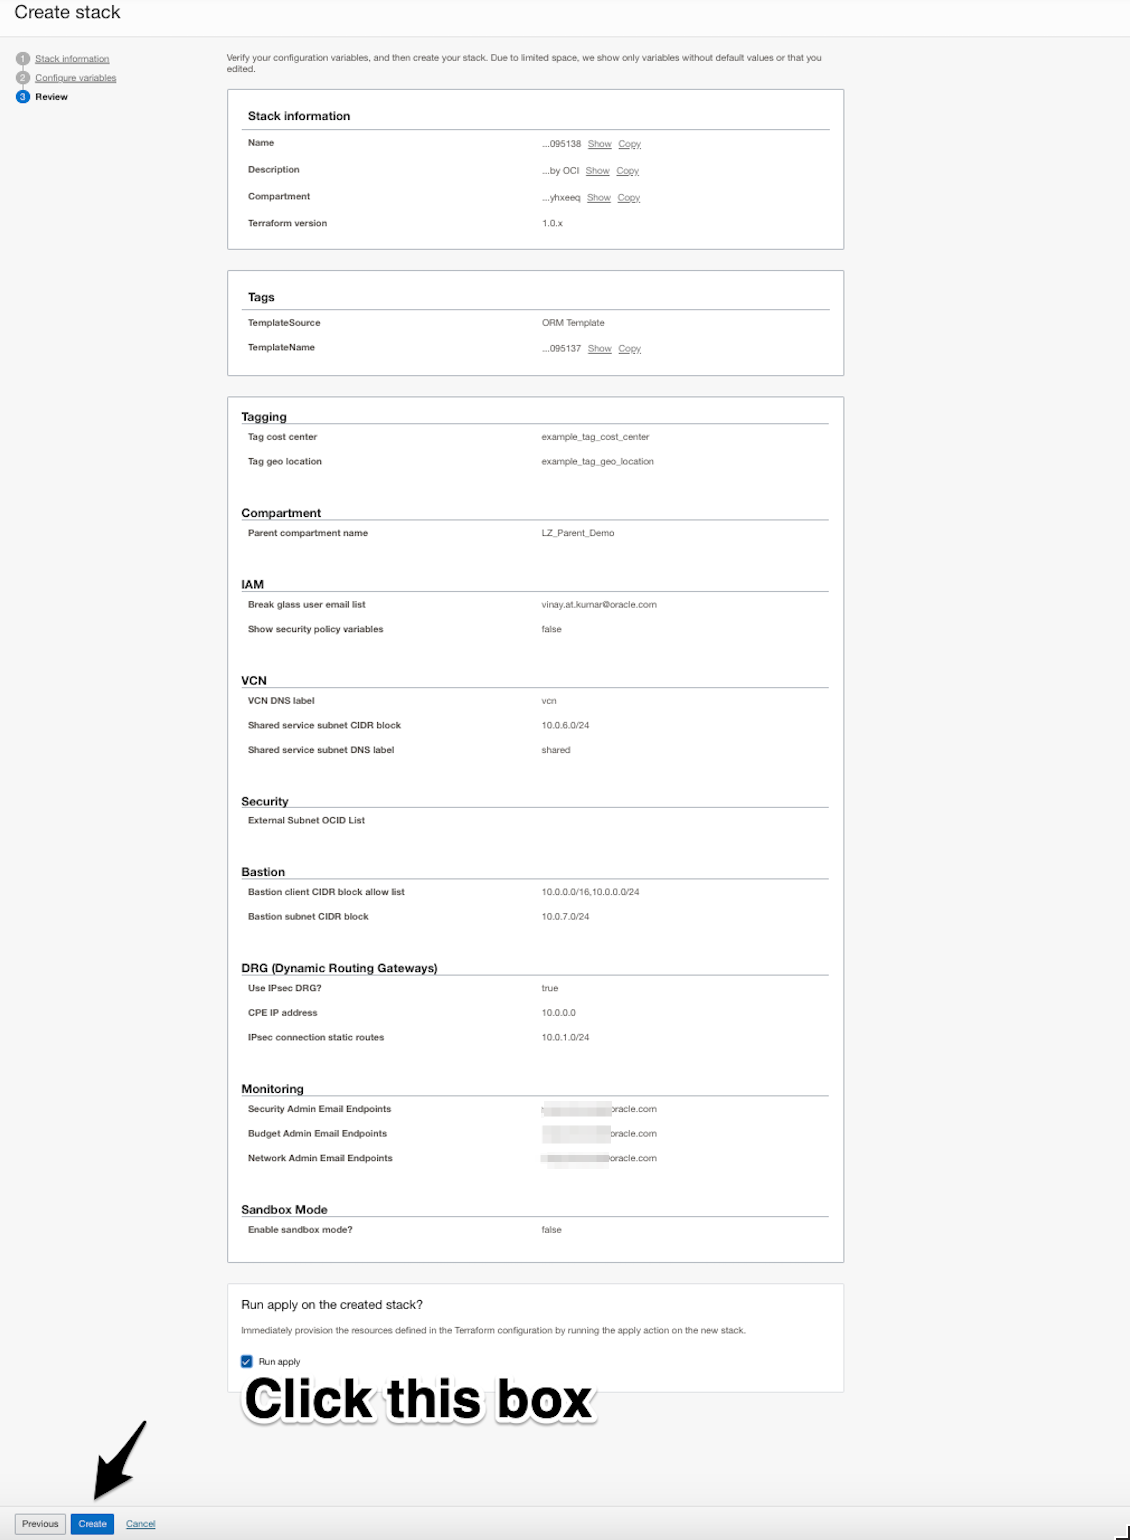 Create stack
1 Stack information
2 Configure variables
3 Review
Verify your configuration variables, and then create your stack. Due to limited space, we show only variables without default values or that you
edited.
Stack information
Name ...095138 Show Copy
Description ...by OCI Show Copy
Compartment ...yhxeeq Show Copy
Terraform version 1.0.x
Tags
TemplateSource ORM Template
TemplateName ...095137 Show Copy
Tagging
Tag cost center example_tag_cost_center
Tag geo location example_tag_geo_location
Compartment
Parent compartment name LZ_Parent_Demo
IAM
Break glass user email list vinay.at.kumar@oracle.com
Show security policy variables false
VCN
VCN DNS label vcn
Shared service subnet CIDR block 10.0.6.0/24
Shared service subnet DNS label shared
Security
External Subnet OCID List
Bastion
Bastion client CIDR block allow list 10.0.0.0/16,10.0.0.0/24
Bastion subnet CIDR block 10.0.7.0/24
DRG (Dynamic Routing Gateways)
Use IPsec DRG? true
CPE IP address 10.0.0.0
IPsec connection static routes 10.0.1.0/24
Monitoring
Security Admin Email Endpoints oracle.com
Budget Admin Email Endpoints oracle.com
Network Admin Email Endpoints oracle.com
Sandbox Mode
Enable sandbox mode? false
Run apply on the created stack?
Immediately provision the resources defined in the Terraform configuration by running the apply action on the new stack.
Run apply
Click this box
Previous Create Cancel